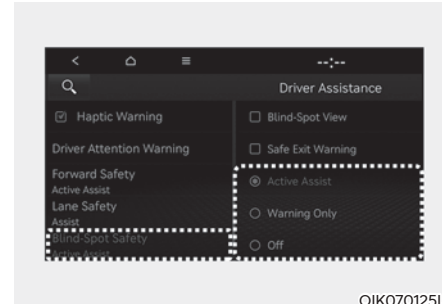 --:--
Driver Assistance
Haptic Warning
Driver Attention Warning
Forward Safety
Active Assist
Lane Safety
Assist
Blind-Spot Safety
Active Assist
Blind-Spot View
Safe Exit Warning
Active Assist
Warning Only
Off
OIK070125L